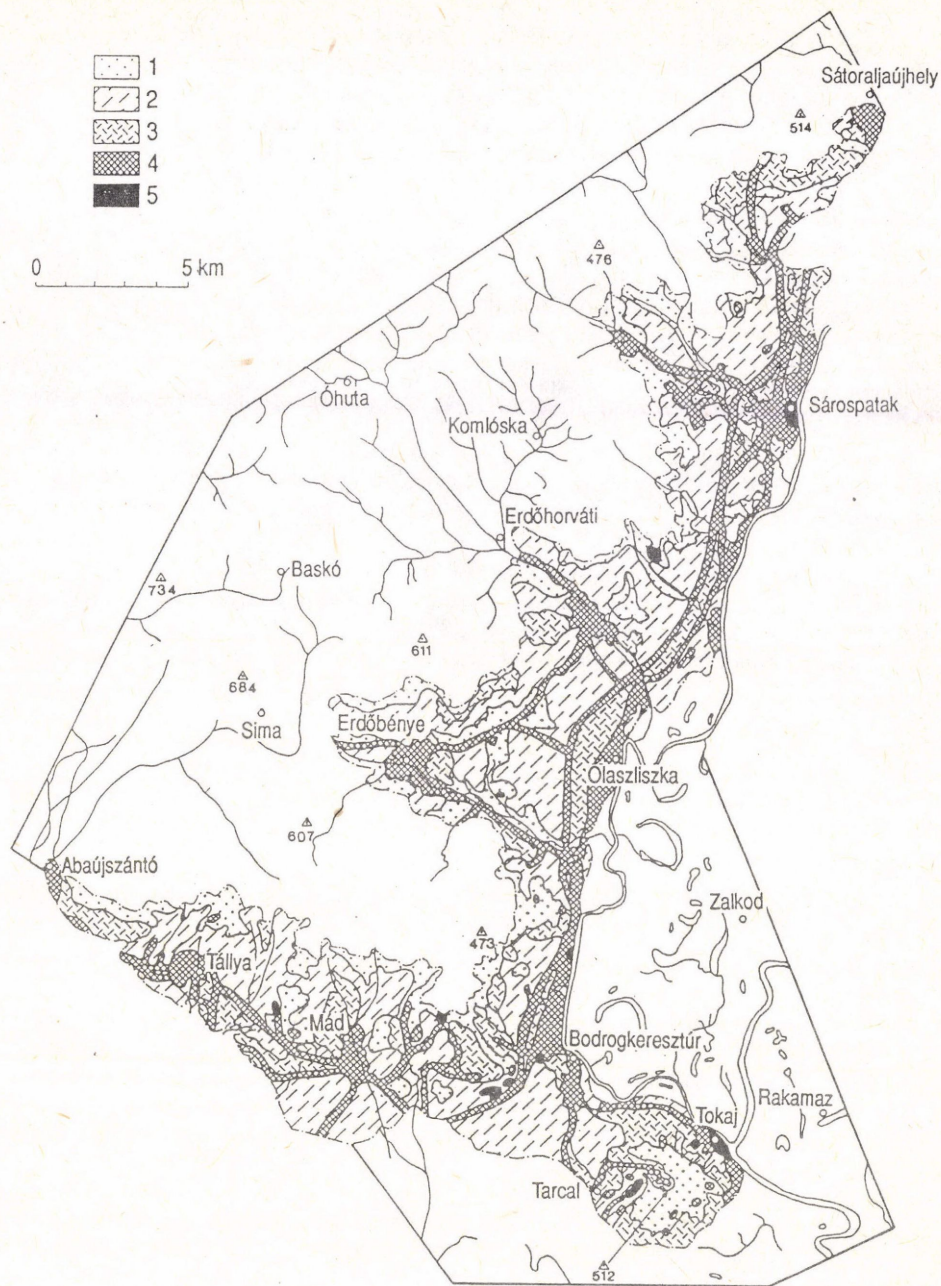 1
2
3
4
5
0 5 km
Sátoraljaújhely
514
476
Óhuta
Komlóska
Sárospatak
Erdőhorváti
Baskó
734
611
684
Sima
Erdőbénye
Olaszliszka
607
Abaújszántó
Zalkod
473
Tállya
Mád
Bodrogkeresztúr
Rakamaz
Tokaj
Tarcal
512